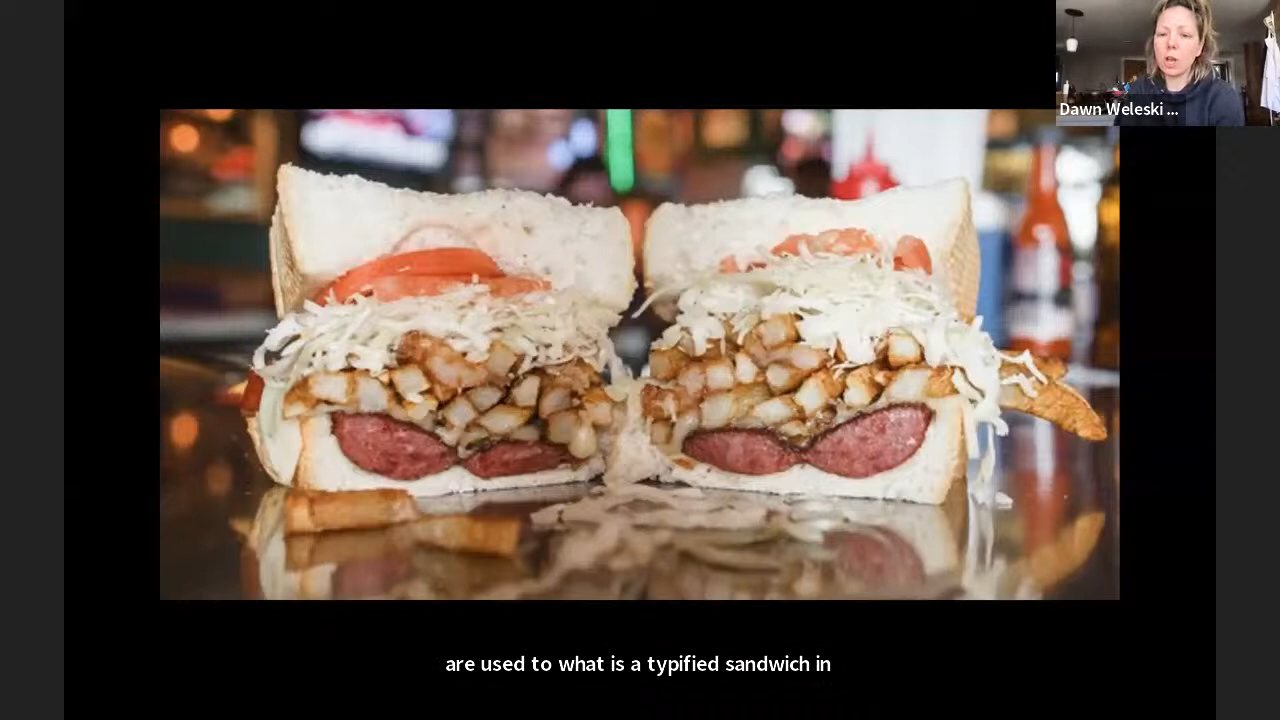 Dawn Weleski ...
are used to what is a typified sandwich in